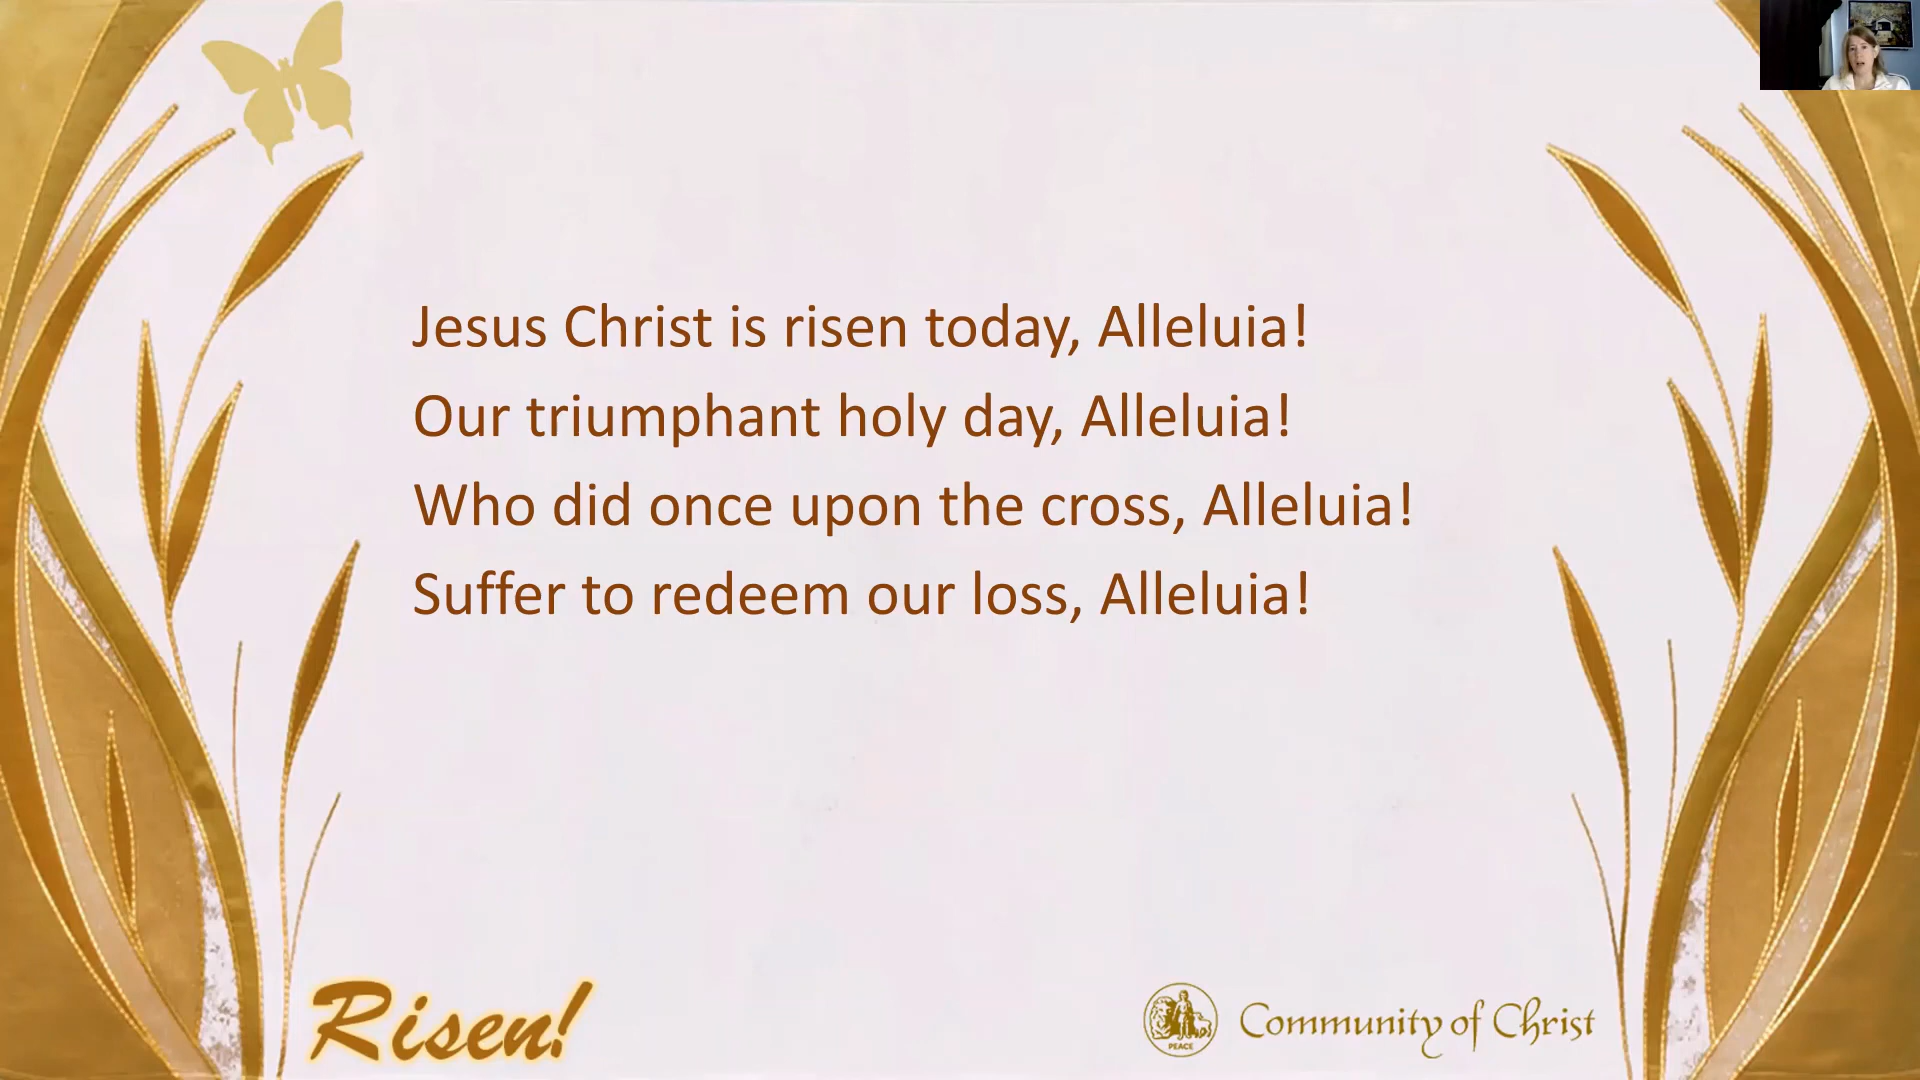 Jesus Christ is risen today, Alleluia!
Our triumphant holy day, Alleluia!
Who did once upon the cross, Alleluia!
Suffer to redeem our loss, Alleluia!
Risen!
PEACE
Community of Christ